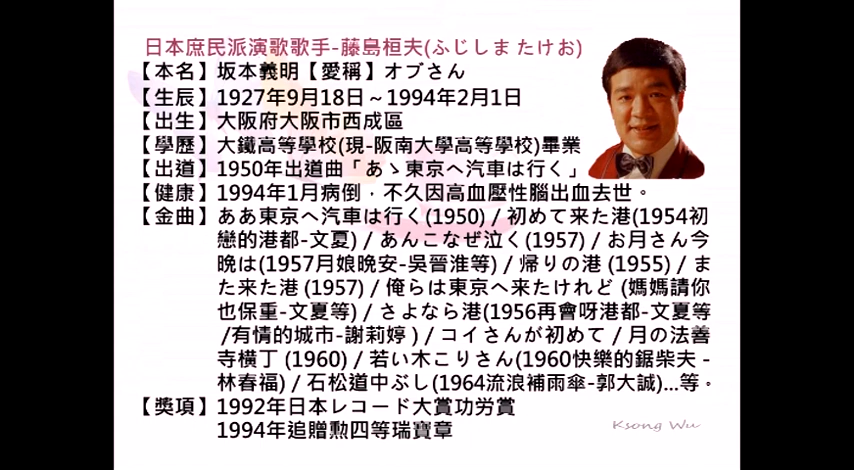 日本庶民派演歌歌手-藤島桓夫(ふじしま たけお)
【本名】坂本義明【愛稱】オブさん
【生辰】1927年9月18日～1994年2月1日
【出生】大阪府大阪市西成區
【學歷】大鐵高等學校(現-阪南大學高等學校)畢業
【出道】1950年出道曲「あゝ東京へ汽車は行く」
【健康】1994年1月病倒，不久因高血壓性腦出血去世。
【金曲】ああ東京へ汽車は行く(1950) / 初めて来た港(1954初
戀的港都-文夏) / あんこなぜ泣く(1957) / お月さん今
晩は(1957月娘晚安-吳晉淮等) / 帰りの港 (1955) / ま
た来た港 (1957) / 俺らは東京へ来たけれど (媽媽請你
也保重-文夏等) / さよなら港(1956再會呀港都-文夏等
/有情的城市-謝莉婷 ) / コイさんが初めて / 月の法善
寺横丁 (1960) / 若い木こりさん(1960快樂的鋸柴夫 -
林春福) / 石松道中ぶし(1964流浪補雨傘-郭大誠)...等。
【獎項】1992年日本レコード大賞功労賞
1994年追贈勲四等瑞寶章
Ksong Wu